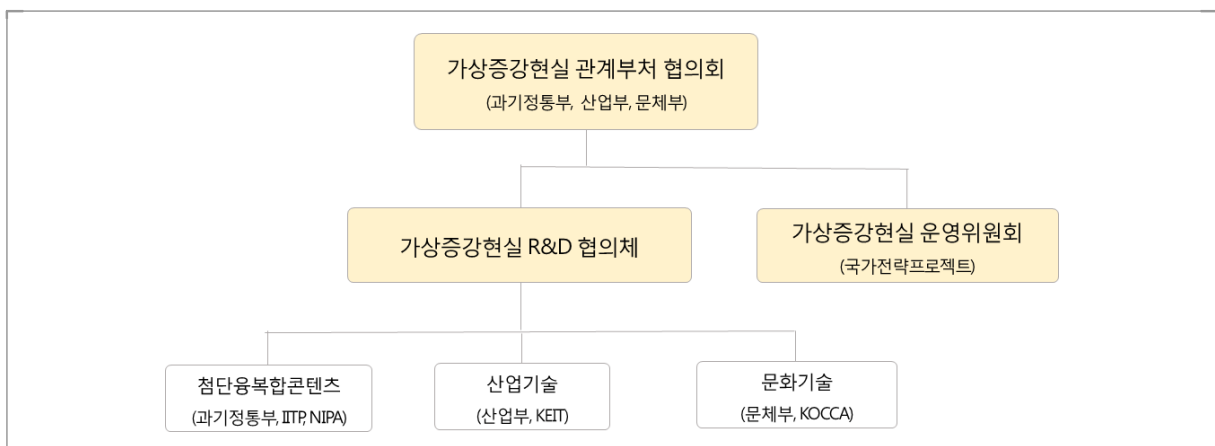 가상증강현실 관계부처 협의회
(과기정통부, 산업부, 문체부)
가상증강현실 R&D 협의체
가상증강현실 운영위원회
(국가전략프로젝트)
첨단융복합콘텐츠
(과기정통부, IITP, NIPA)
산업기술
(산업부, KEIT)
문화기술
(문체부, KOCCA)